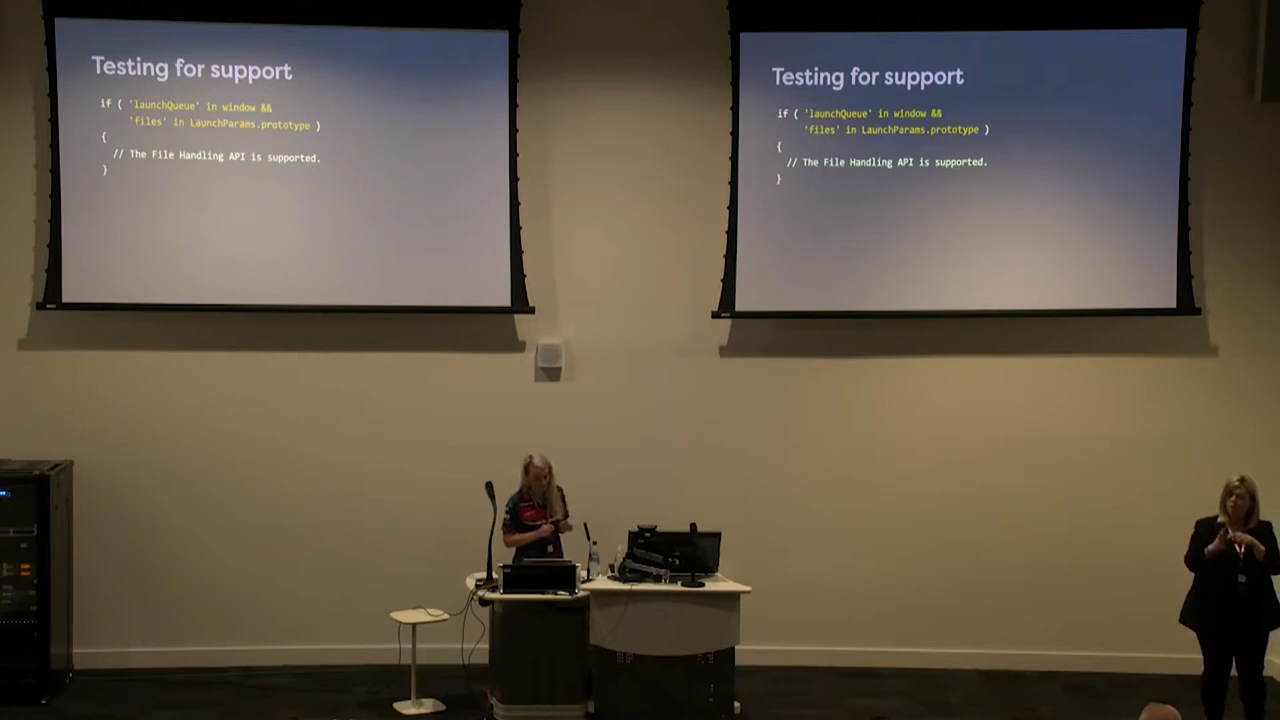 Testing for support
if ( 'launchQueue' in window &&
'files' in LaunchParams.prototype )
{
// The File Handling API is supported.
}
Testing for support
if ( 'launchQueue' in window &&
'files' in LaunchParams.prototype )
{
// The File Handling API is supported.
}